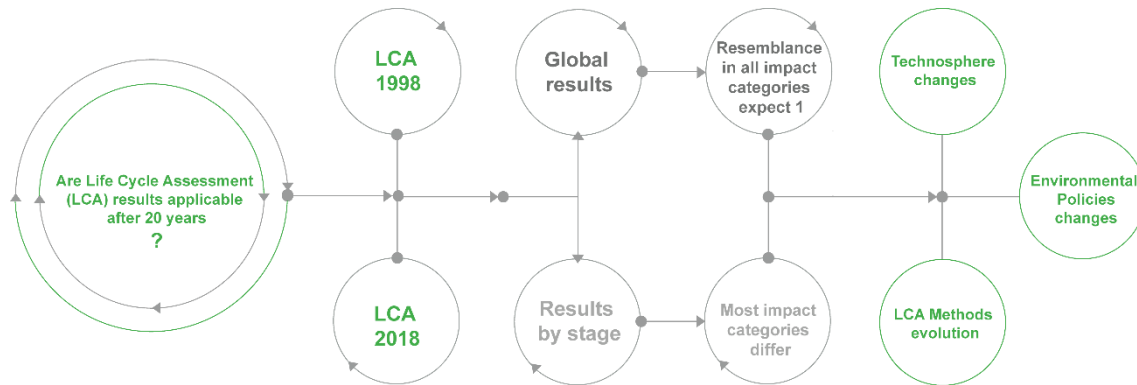 Are Life Cycle Assessment
(LCA) results applicable
after 20 years
?
LCA
1998
LCA
2018
Global
results
Results
by stage
Resemblance
in all impact
categories
expect 1
Most impact
categories
differ
Technosphere
changes
Environmental
Policies
changes
LCA Methods
evolution